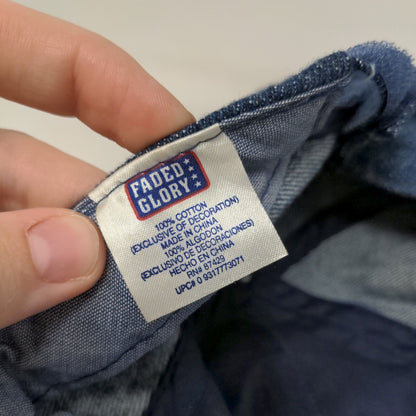 FADED
GLORY
100% COTTON
(EXCLUSIVE OF DECORATION)
MADE IN CHINA
100% ALGODON
(EXCLUSIVA DE DECORACIONES)
HECHO EN CHINA
RN# 87429
UPC# 0 9317773071